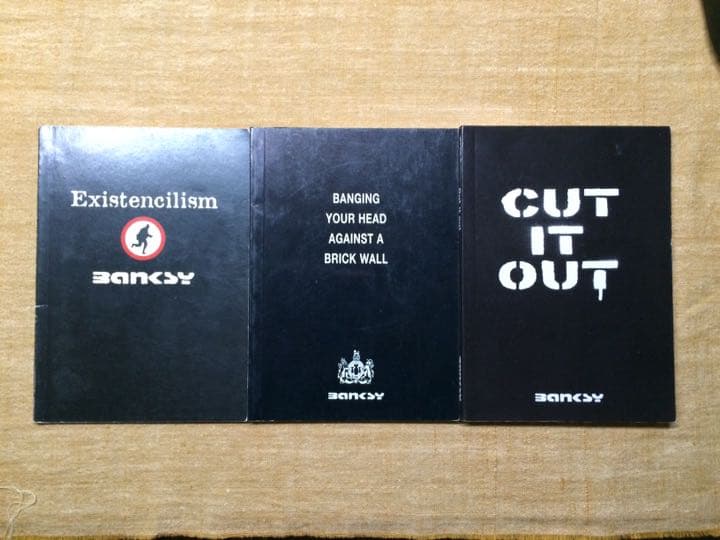 Existencilism
BANKSY
BANGING
YOUR HEAD
AGAINST A
BRICK WALL
BANKSY
CUT
IT
OUT
BANKSY